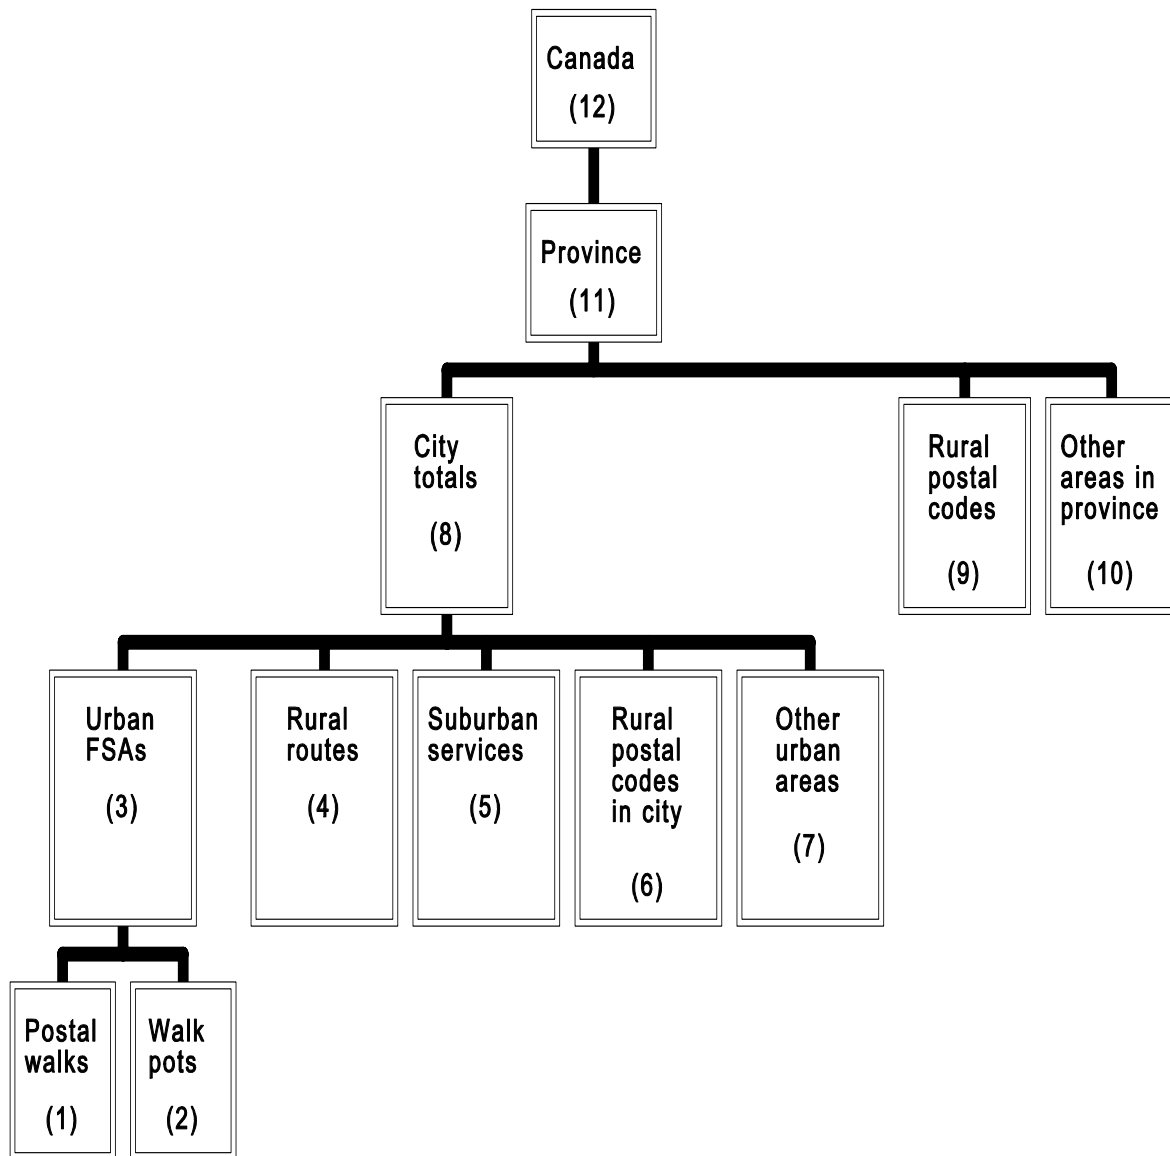 Canada
(12)
Province
(11)
City
totals
(8)
Rural
postal
codes
(9)
Other
areas in
province
(10)
Urban
FSAs
(3)
Rural
routes
(4)
Suburban
services
(5)
Rural
postal
codes
in city
(6)
Other
urban
areas
(7)
Postal
walks
(1)
Walk
pots
(2)